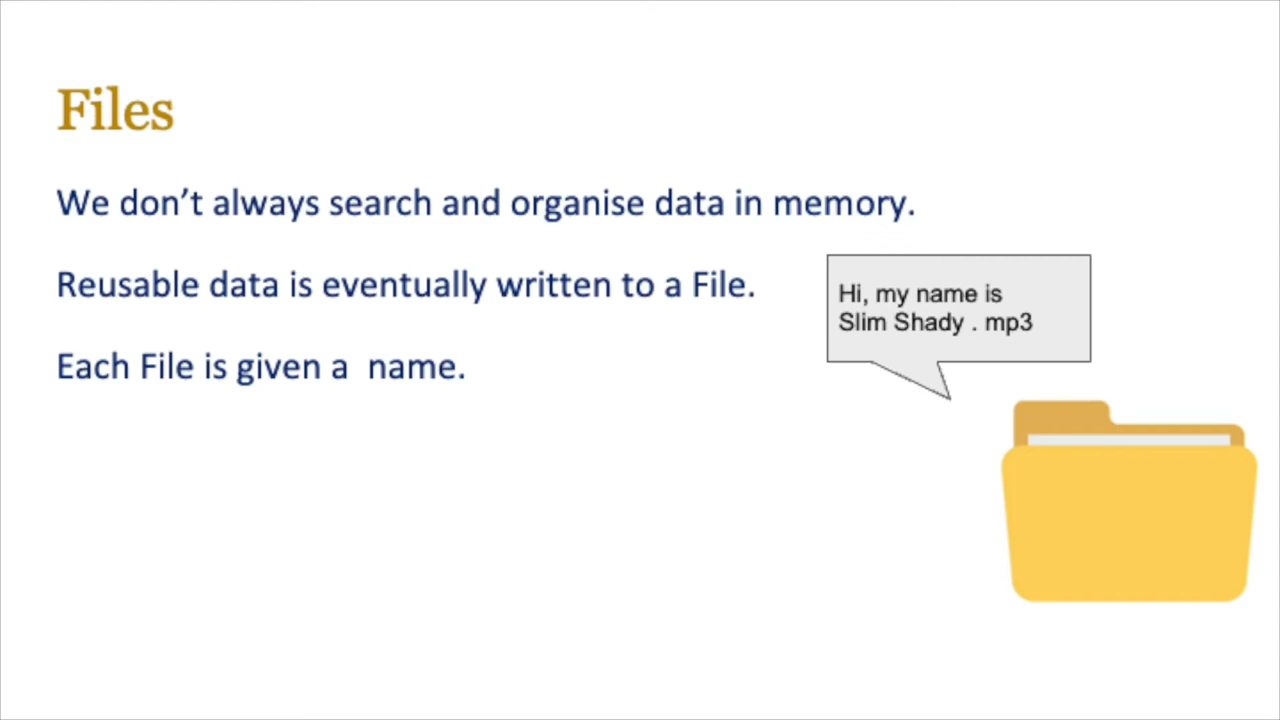 Files
We don’t always search and organise data in memory.
Reusable data is eventually written to a File.
Hi, my name is
Slim Shady . mp3
Each File is given a  name.